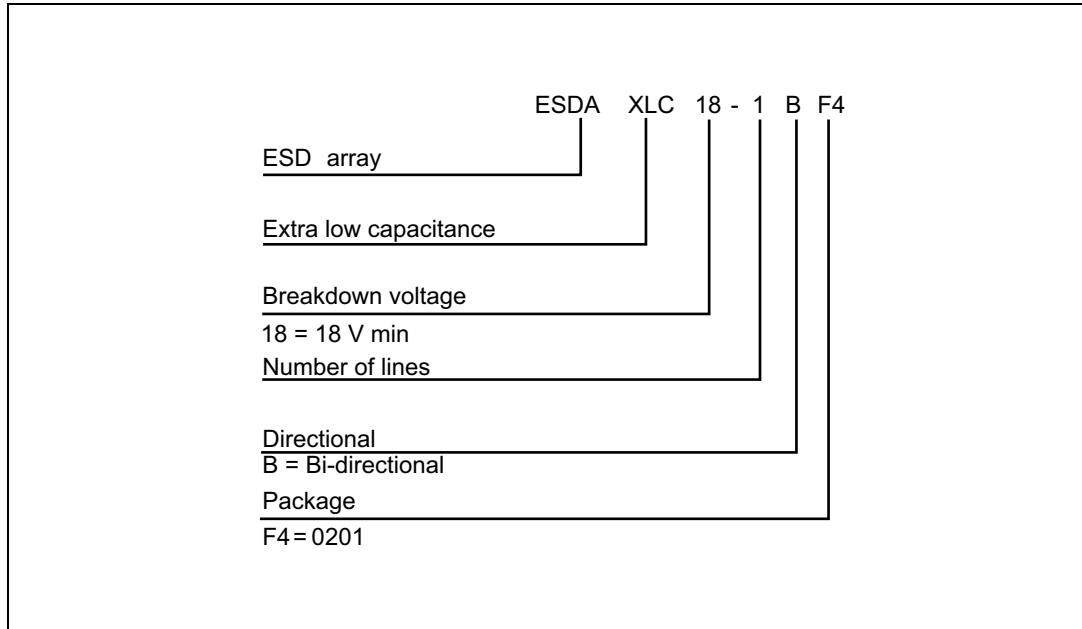 ESDA XLC 18 - 1 B F4
ESD array
Extra low capacitance
Breakdown voltage
18 = 18 V min
Number of lines
Directional
B = Bi-directional
Package
F4 = 0201